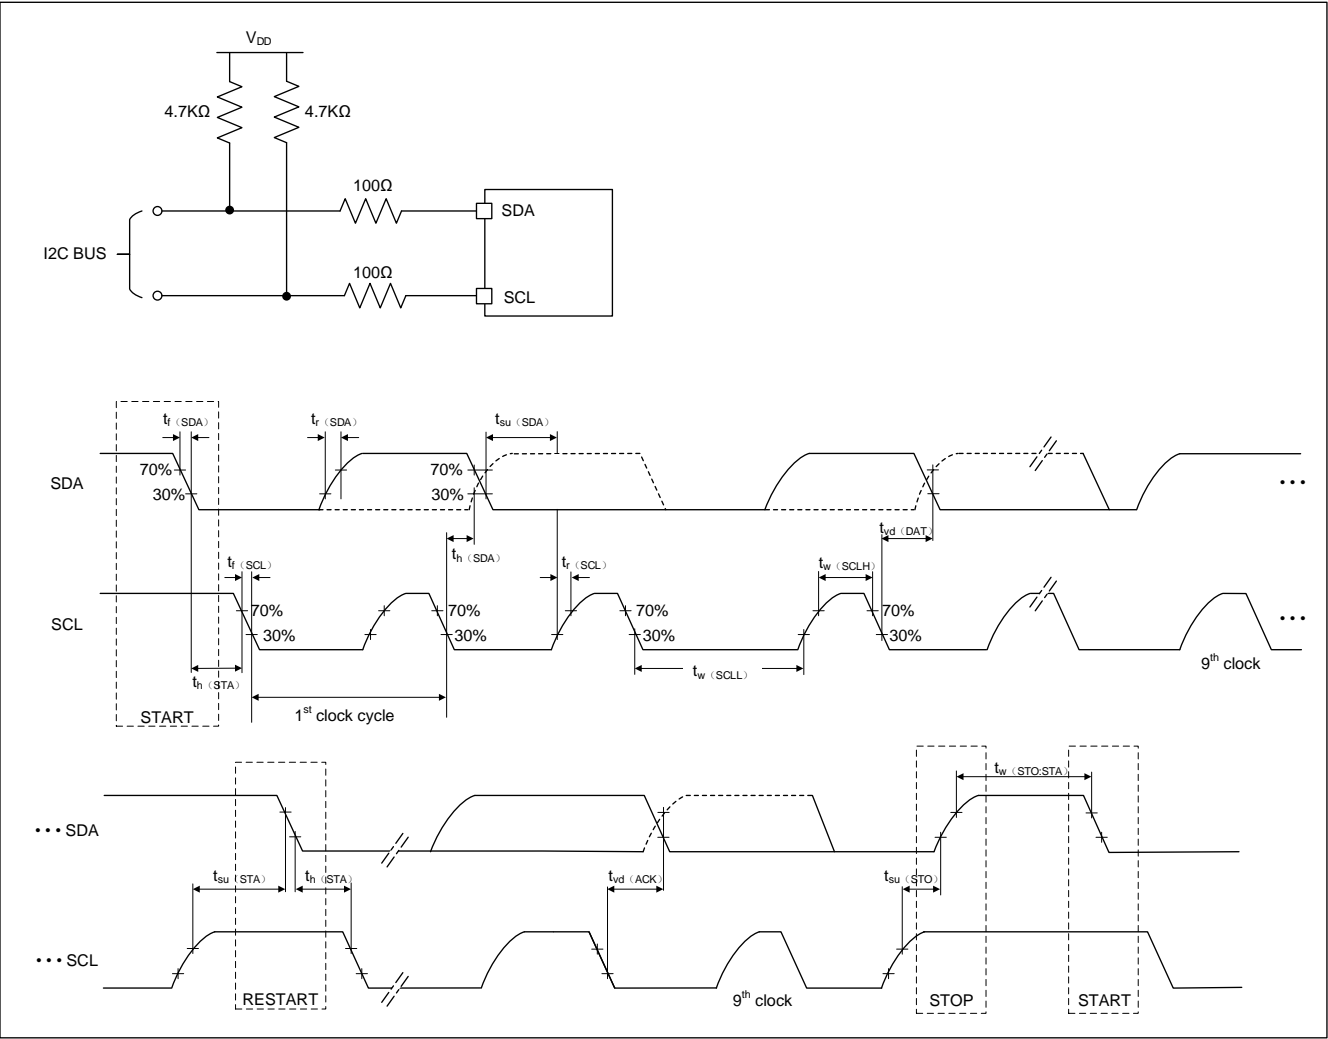 VDD
4.7KΩ 4.7KΩ
100Ω
SDA
I2C BUS
100Ω
SCL
tf（SDA） tr（SDA） tsu（SDA）
70% 70%
SDA
30% 30%
•••
tvd（DAT）
th（SDA）
tf（SCL） tr（SCL） tw（SCLH）
70% 70% 70% 70%
SCL
•••
30% 30% 30% 30%
9th clock
th（STA） tw（SCLL）
START
1st clock cycle
tw（STO:STA）
•••SDA
tsu（STA） th（STA） tvd（ACK） tsu（STO）
•••SCL
RESTART 9th clock STOP START